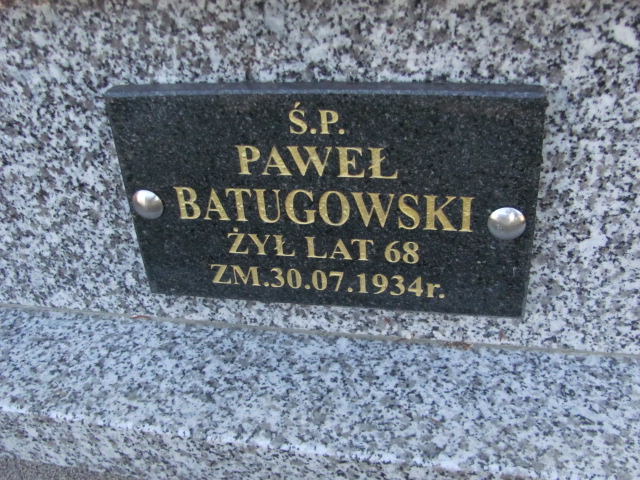 Ś.P.
PAWEŁ
BATUGOWSKI
ŻYŁ LAT 68
ZM.30.07.1934r.